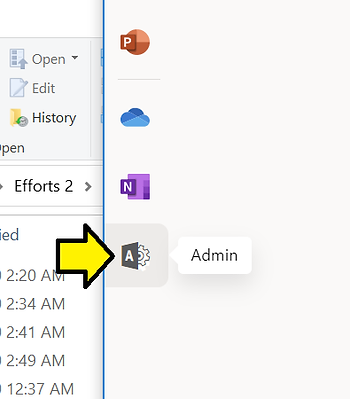 Open
Edit
History
pen
Efforts 2
ied
2:20 AM
2:34 AM
2:41 AM
2:49 AM
12:37 AM
P
N
A
Admin